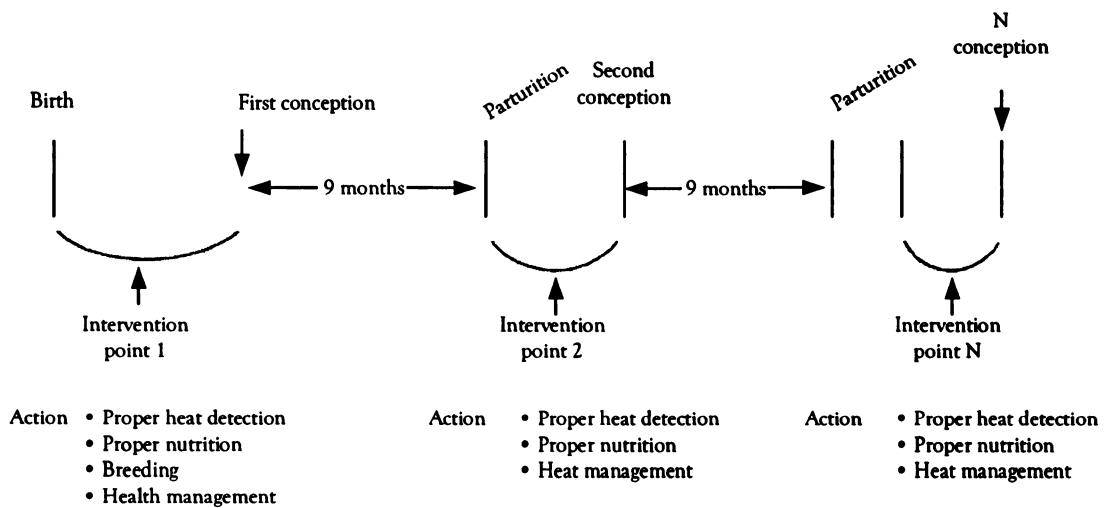 N
conception
Birth
First conception
Parturition
Second
conception
Parturition
9 months
9 months
Intervention
point 1
Intervention
point 2
Intervention
point N
Action
• Proper heat detection
• Proper nutrition
• Breeding
• Health management
Action
• Proper heat detection
• Proper nutrition
• Heat management
Action
• Proper heat detection
• Proper nutrition
• Heat management